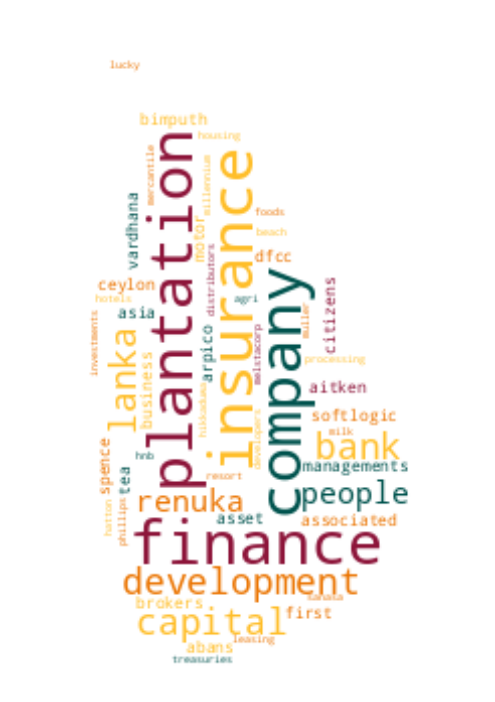 lucky
bimputh
housing
plantation
insurance
mercantile
millennium
vardhana
motor
foods
beach
distributors
dfcc
company
ceylon
hotels
agri
citizens
asia
investments
muller
lanka
arpico
melstacorp
business
processing
aitken
hikkaduwa
developers
softlogic
milk
bank
spence
tea
hnb
managements
resort
people
renuka
hatton
phillips
asset
associated
finance
development
brokers
capital
first
leasing
abans
treasuries